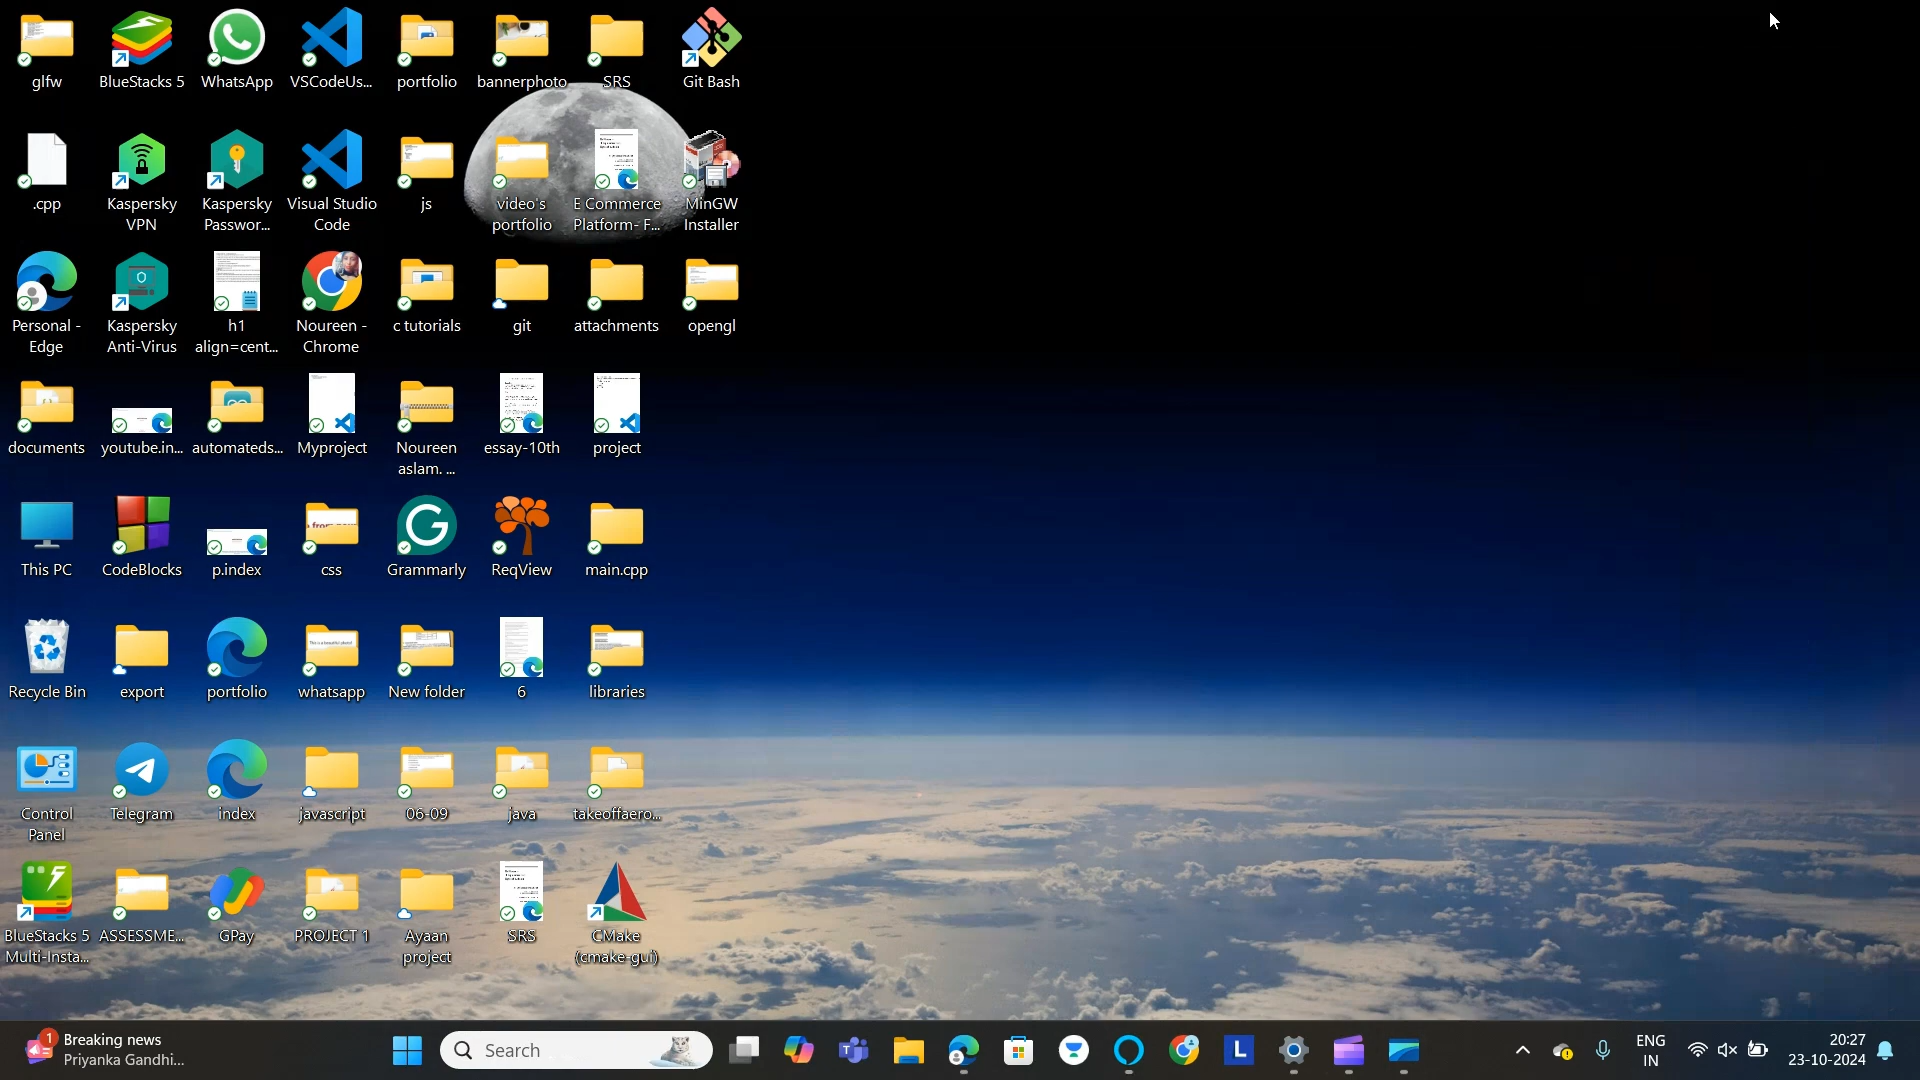 glfw
BlueStacks 5
WhatsApp
VSCodeUs...
portfolio
bannerphoto
SRS
Git Bash
.cpp
Kaspersky
VPN
Kaspersky
Passwor...
Visual Studio
Code
js
video's
portfolio
E Commerce
Platform- F...
MinGW
Installer
Personal -
Edge
Kaspersky
Anti-Virus
h1
align=cent...
Noureen -
Chrome
c tutorials
git
attachments
opengl
documents
youtube.in...
automateds...
Myproject
Noureen
aslam. ...
essay-10th
project
This PC
CodeBlocks
p.index
css
Grammarly
ReqView
main.cpp
Recycle Bin
export
portfolio
whatsapp
New folder
6
libraries
Control
Panel
Telegram
index
javascript
06-09
java
takeoffaero...
BlueStacks 5
Multi-Insta...
ASSESSME...
GPay
PROJECT 1
Ayaan
project
SRS
CMake
(cmake-gui)
1
Breaking news
Priyanka Gandhi...
Search
L
ENG
IN
20:27
23-10-2024